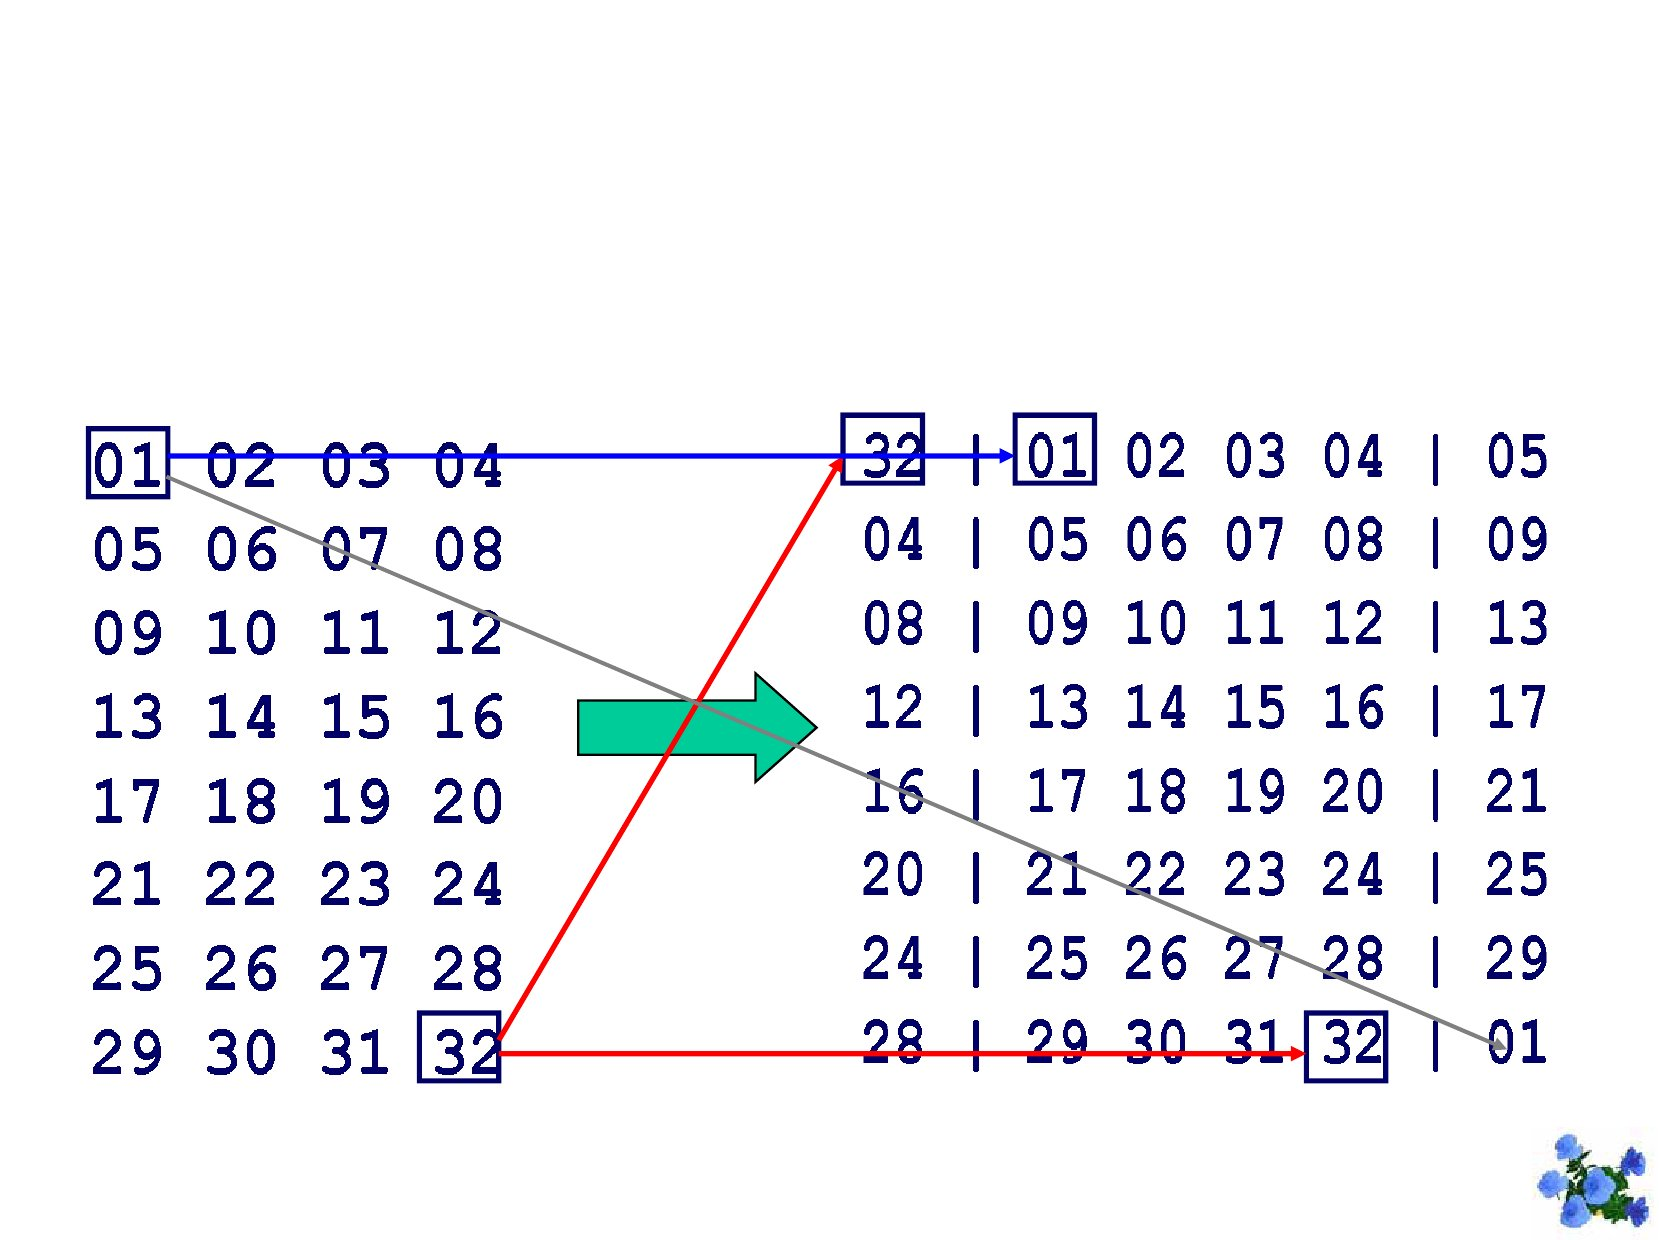 01 02 03 04
05 06 07 08
09 10 11 12
13 14 15 16
17 18 19 20
21 22 23 24
25 26 27 28
29 30 31 32
32 | 01 02 03 04 | 05
04 | 05 06 07 08 | 09
08 | 09 10 11 12 | 13
12 | 13 14 15 16 | 17
16 | 17 18 19 20 | 21
20 | 21 22 23 24 | 25
24 | 25 26 27 28 | 29
28 | 29 30 31 32 | 01